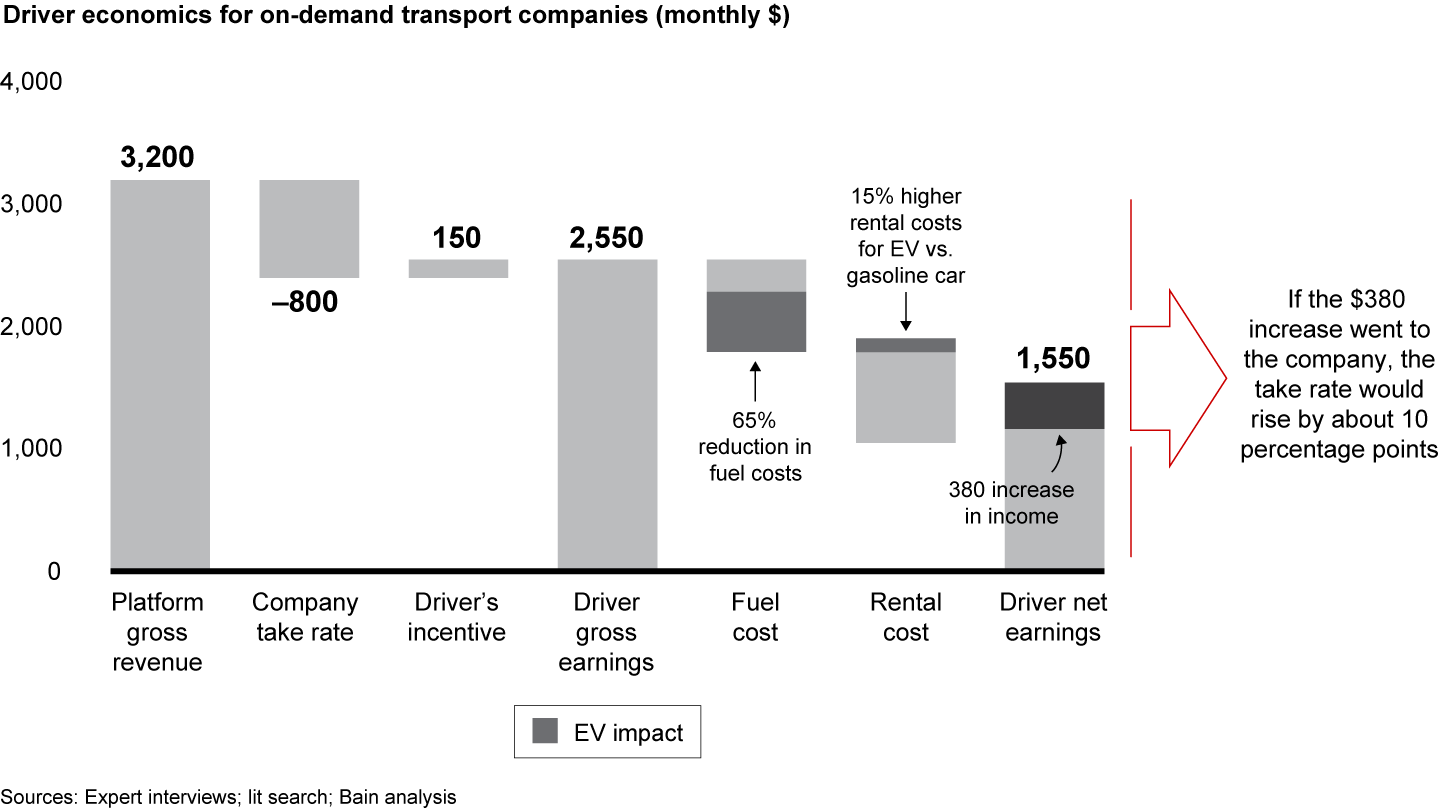 Driver economics for on-demand transport companies (monthly $)
4,000
3,000
2,000
1,000
0
3,200
–800
150
2,550
65%
reduction in
fuel costs
15% higher
rental costs
for EV vs.
gasoline car
1,550
380 increase
in income
If the $380
increase went to
the company, the
take rate would
rise by about 10
percentage points
Platform
gross
revenue
Company
take rate
Driver’s
incentive
Driver
gross
earnings
Fuel
cost
Rental
cost
Driver net
earnings
EV impact
Sources: Expert interviews; lit search; Bain analysis